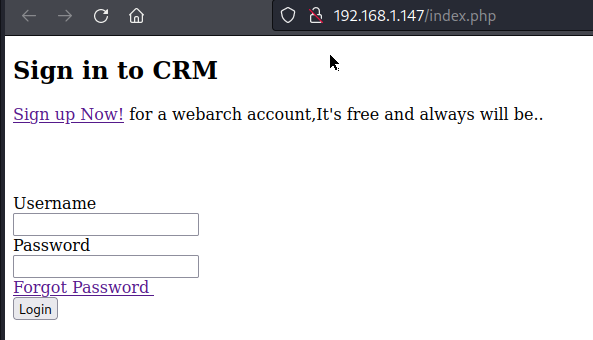 192.168.1.147/index.php
Sign in to CRM
Sign up Now! for a webarch account,It's free and always will be..
Username
Password
Forgot Password
Login